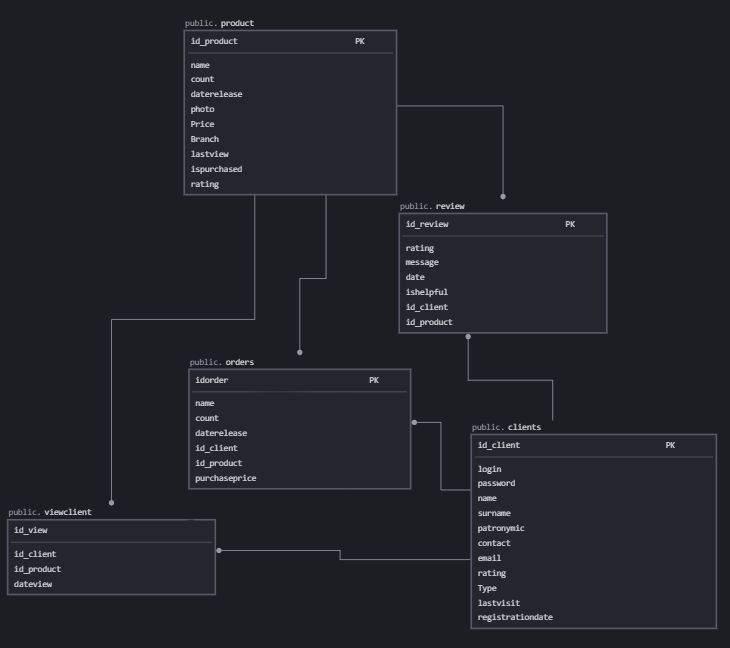 public. product
id_product PK
name
count
daterelease
photo
Price
Branch
lastview
ispurchased
rating
public. review
id_review PK
rating
message
date
ishelpful
id_client
id_product
public. orders
idorder PK
name
count
daterelease
id_client
id_product
purchaseprice
public. clients
id_client PK
login
password
name
surname
patronymic
contact
email
rating
Type
lastvisit
registrationdate
public. viewclient
id_view
id_client
id_product
dateview